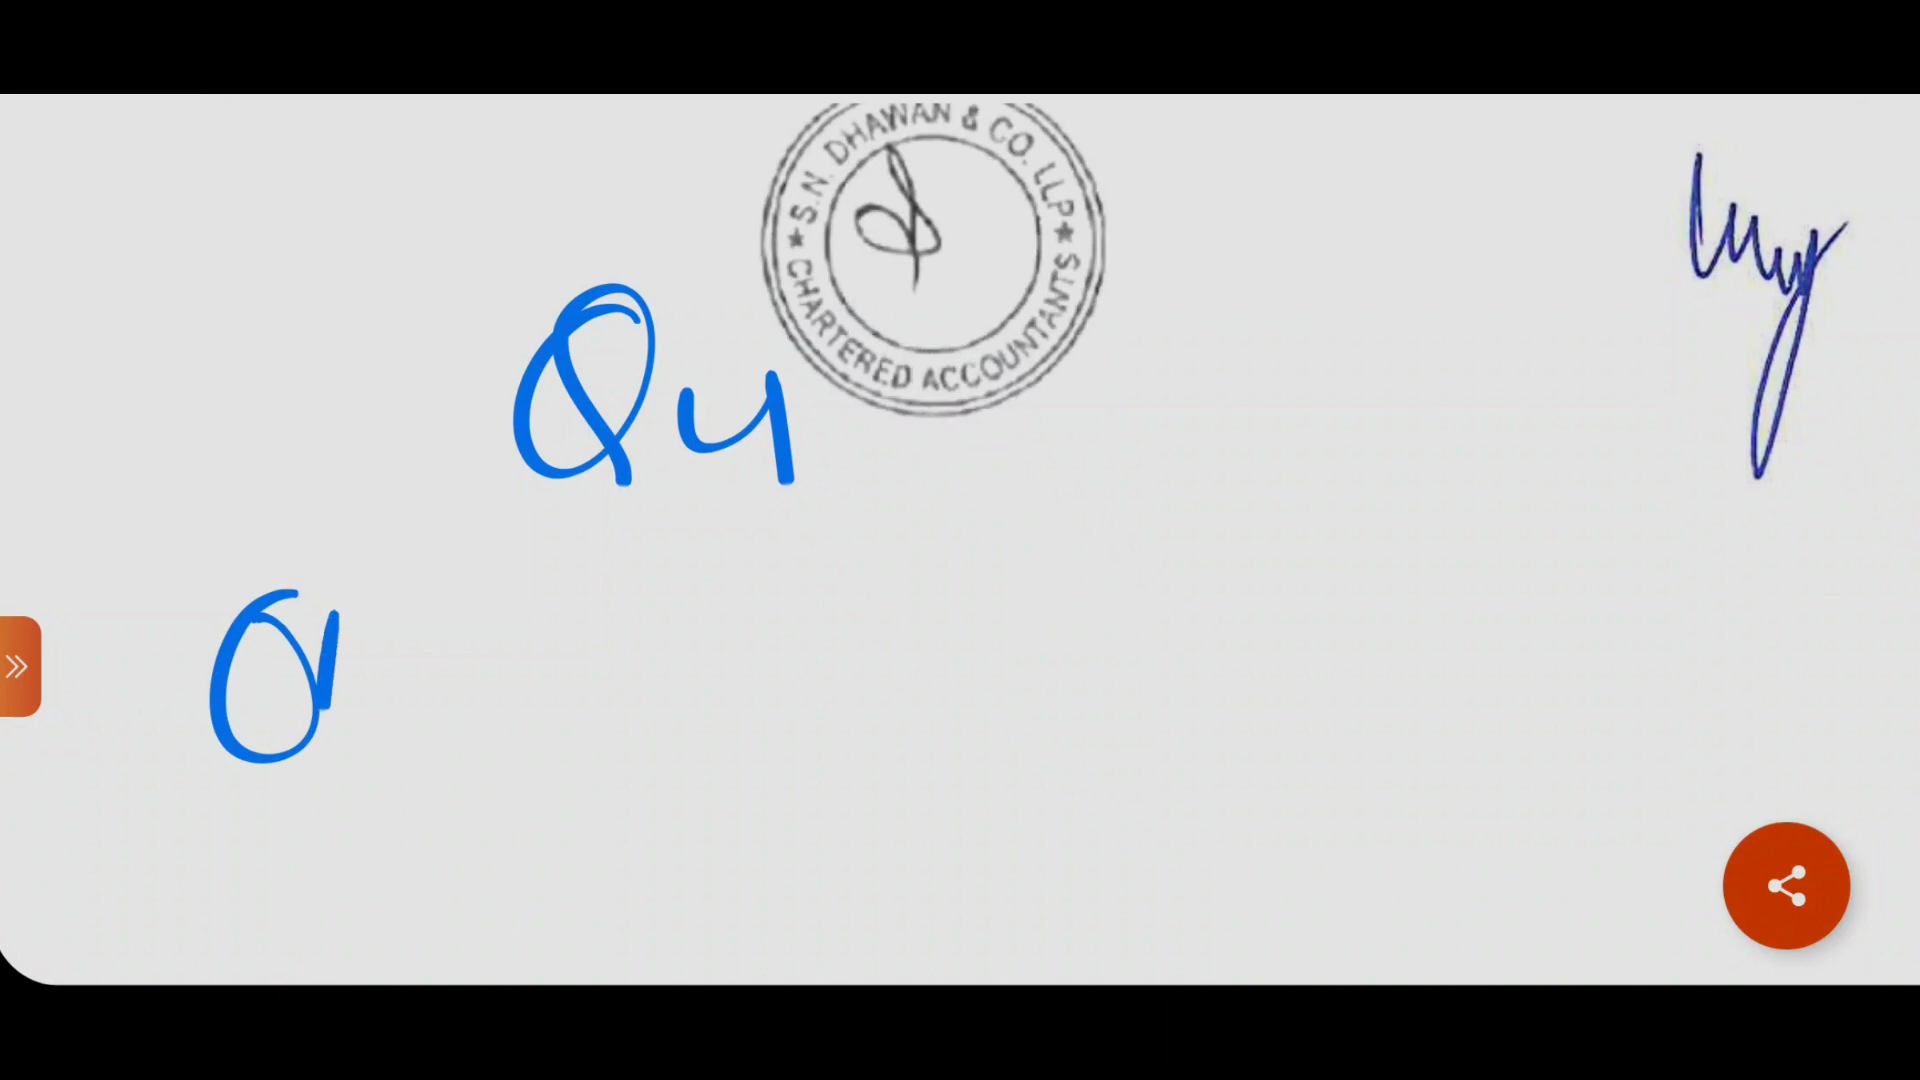 S.N. DHAWAN & CO. LLP
★ CHARTERED ACCOUNTANTS ★
Q4